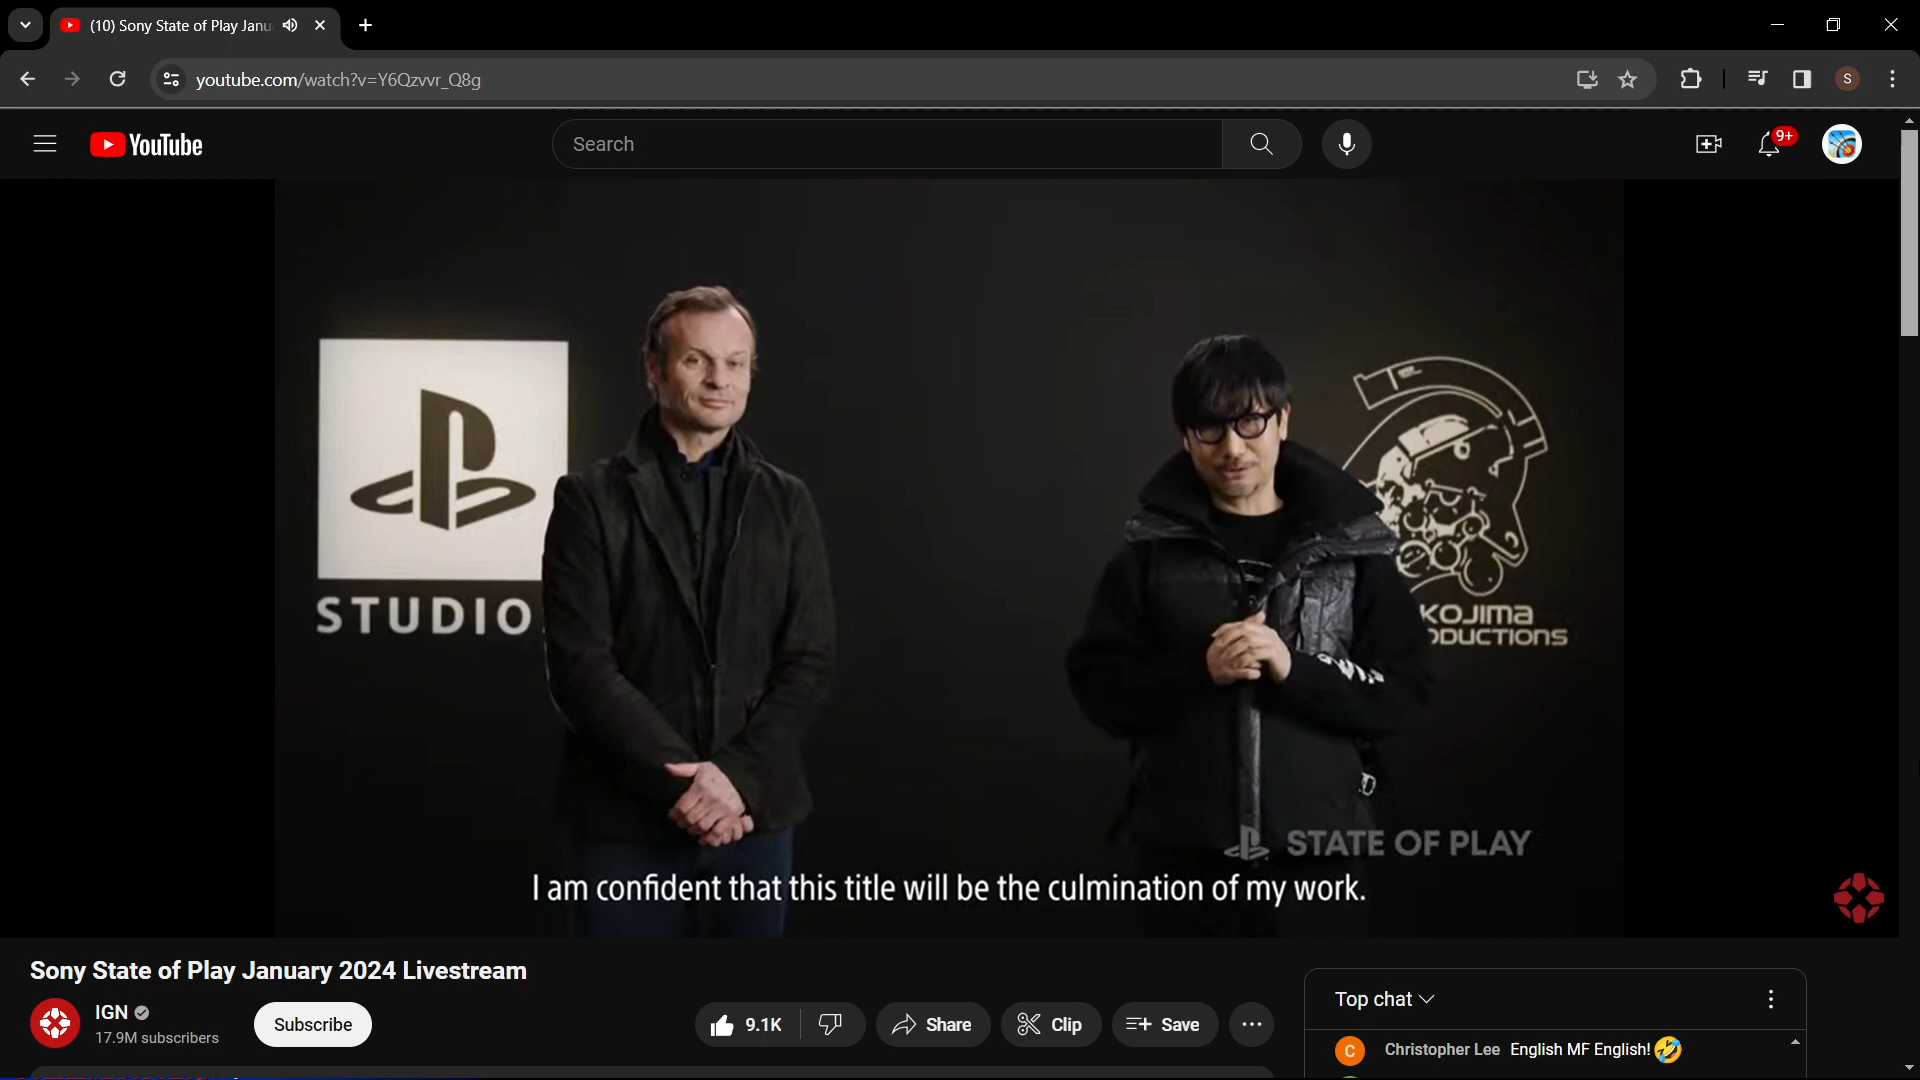 (10) Sony State of Play Janu
youtube.com/watch?v=Y6Qzvvr_Q8g
S
YouTube
Search
9+
STUDIO
KOJIMA
ODUCTIONS
STATE OF PLAY
I am confident that this title will be the culmination of my work.
Sony State of Play January 2024 Livestream
IGN
17.9M subscribers
Subscribe
9.1K
Share
Clip
Save
Top chat
C
Christopher Lee English MF English!